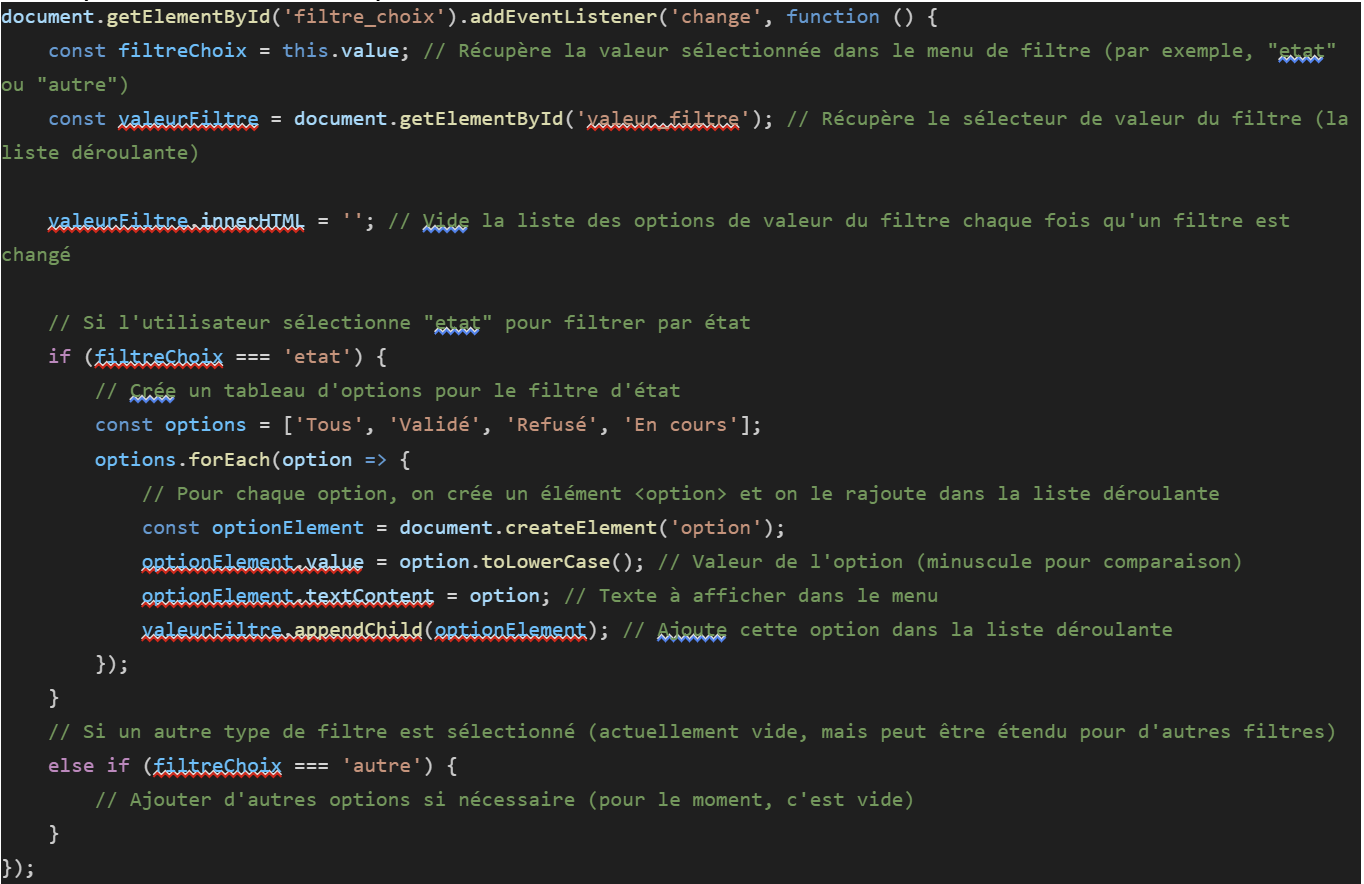 document.getElementById('filtre_choix').addEventListener('change', function () {
    const filtreChoix = this.value; // Récupère la valeur sélectionnée dans le menu de filtre (par exemple, "etat"
ou "autre")
    const valeurFiltre = document.getElementById('valeur_filtre'); // Récupère le sélecteur de valeur du filtre (la
liste déroulante)
    valeurFiltre.innerHTML = ''; // Vide la liste des options de valeur du filtre chaque fois qu'un filtre est
changé
    // Si l'utilisateur sélectionne "etat" pour filtrer par état
    if (filtreChoix === 'etat') {
        // Crée un tableau d'options pour le filtre d'état
        const options = ['Tous', 'Validé', 'Refusé', 'En cours'];
        options.forEach(option => {
            // Pour chaque option, on crée un élément <option> et on le rajoute dans la liste déroulante
            const optionElement = document.createElement('option');
            optionElement.value = option.toLowerCase(); // Valeur de l'option (minuscule pour comparaison)
            optionElement.textContent = option; // Texte à afficher dans le menu
            valeurFiltre.appendChild(optionElement); // Ajoute cette option dans la liste déroulante
        });
    }
    // Si un autre type de filtre est sélectionné (actuellement vide, mais peut être étendu pour d'autres filtres)
    else if (filtreChoix === 'autre') {
        // Ajouter d'autres options si nécessaire (pour le moment, c'est vide)
    }
});